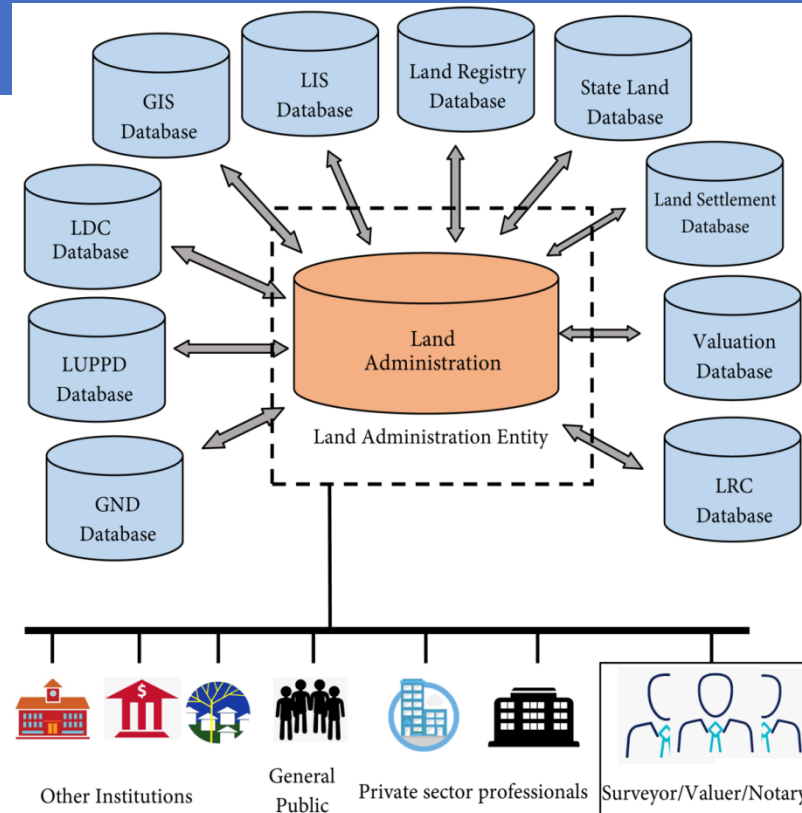 GIS
Database
LIS
Database
Land Registry
Database
State Land
Database
LDC
Database
Land Settlement
Database
LUPPD
Database
Land
Administration
Valuation
Database
GND
Database
Land Administration Entity
LRC
Database
$
Other Institutions
General
Public
Private sector professionals
Surveyor/Valuer/Notary